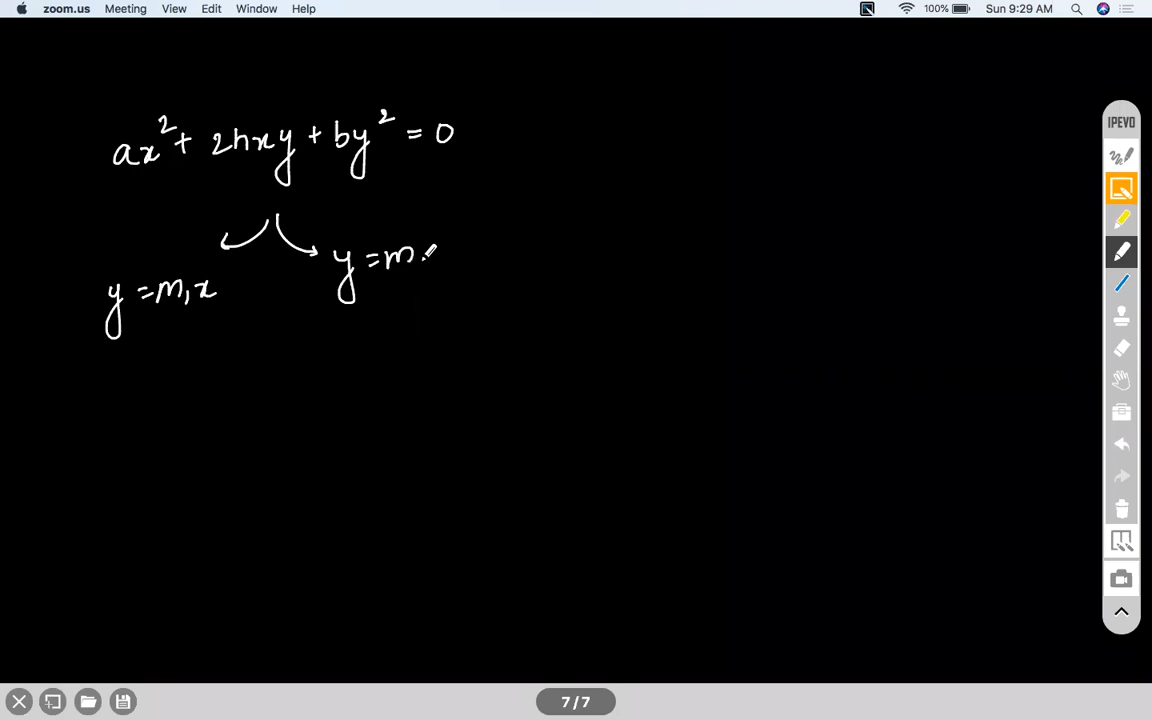 zoom.us Meeting View Edit Window Help 100% Sun 9:29 AM
ax² + 2hxy + by² = 0
y = m₁x
y = m
IPEVO
7/7